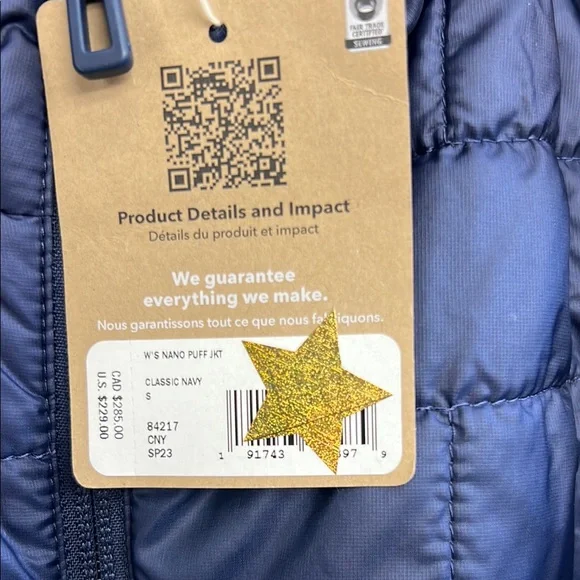 FAIR TRADE
CERTIFIED
SEWING
Product Details and Impact
Détails du produit et impact
We guarantee
everything we make.
Nous garantissons tout ce que nous
W'S NANO PUFF JKT
CLASSIC NAVY
S
84217
CNY
SP23
CAD $285.00
U.S. $229.00
1 91743 97 9